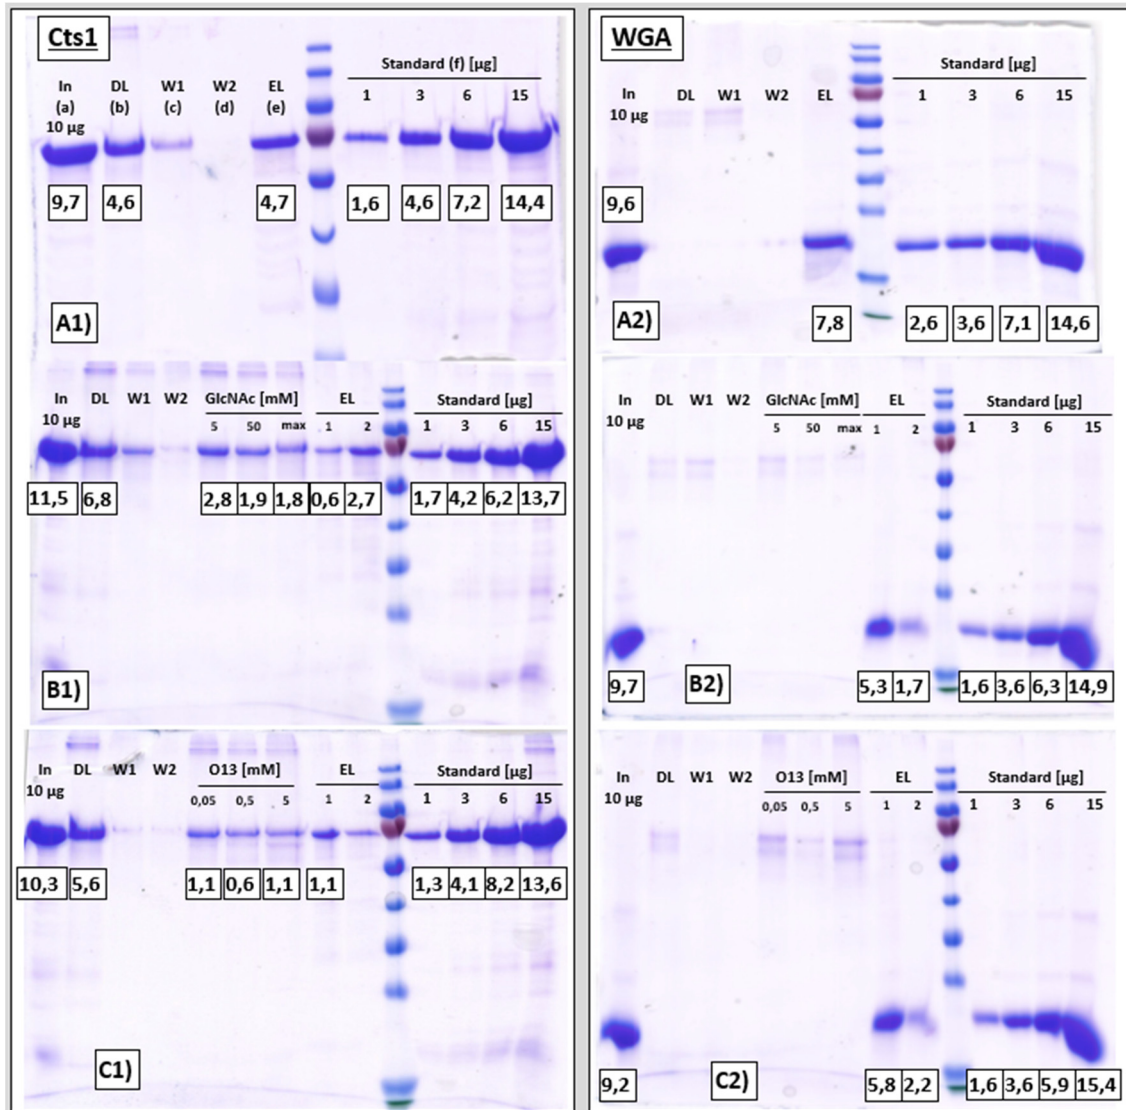 Cts1
Standard (f) [µg]
In DL W1 W2 EL 1 3 6 15
(a) (b) (c) (d) (e)
10 µg
9,7 4,6 4,7 1,6 4,6 7,2 14,4
A1)
In DL W1 W2 GlcNAc [mM] EL Standard [µg]
10 µg 5 50 max 1 2 1 3 6 15
11,5 6,8 2,8 1,9 1,8 0,6 2,7 1,7 4,2 6,2 13,7
B1)
In DL W1 W2 O13 [mM] EL Standard [µg]
10 µg 0,05 0,5 5 1 2 1 3 6 15
10,3 5,6 1,1 0,6 1,1 1,1 1,3 4,1 8,2 13,6
C1)
WGA
Standard [µg]
In DL W1 W2 EL 1 3 6 15
10 µg
9,6
A2)
7,8 2,6 3,6 7,1 14,6
In DL W1 W2 GlcNAc [mM] EL Standard [µg]
10 µg 5 50 max 1 2 1 3 6 15
9,7 B2) 5,3 1,7 1,6 3,6 6,3 14,9
In DL W1 W2 O13 [mM] EL Standard [µg]
10 µg 0,05 0,5 5 1 2 1 3 6 15
9,2 C2) 5,8 2,2 1,6 3,6 5,9 15,4